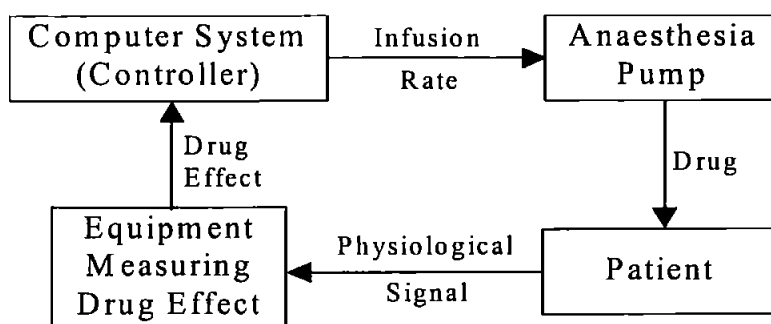 Computer System
(Controller)
Infusion
Rate
Anaesthesia
Pump
Drug
Effect
Drug
Equipment
Measuring
Drug Effect
Physiological
Signal
Patient